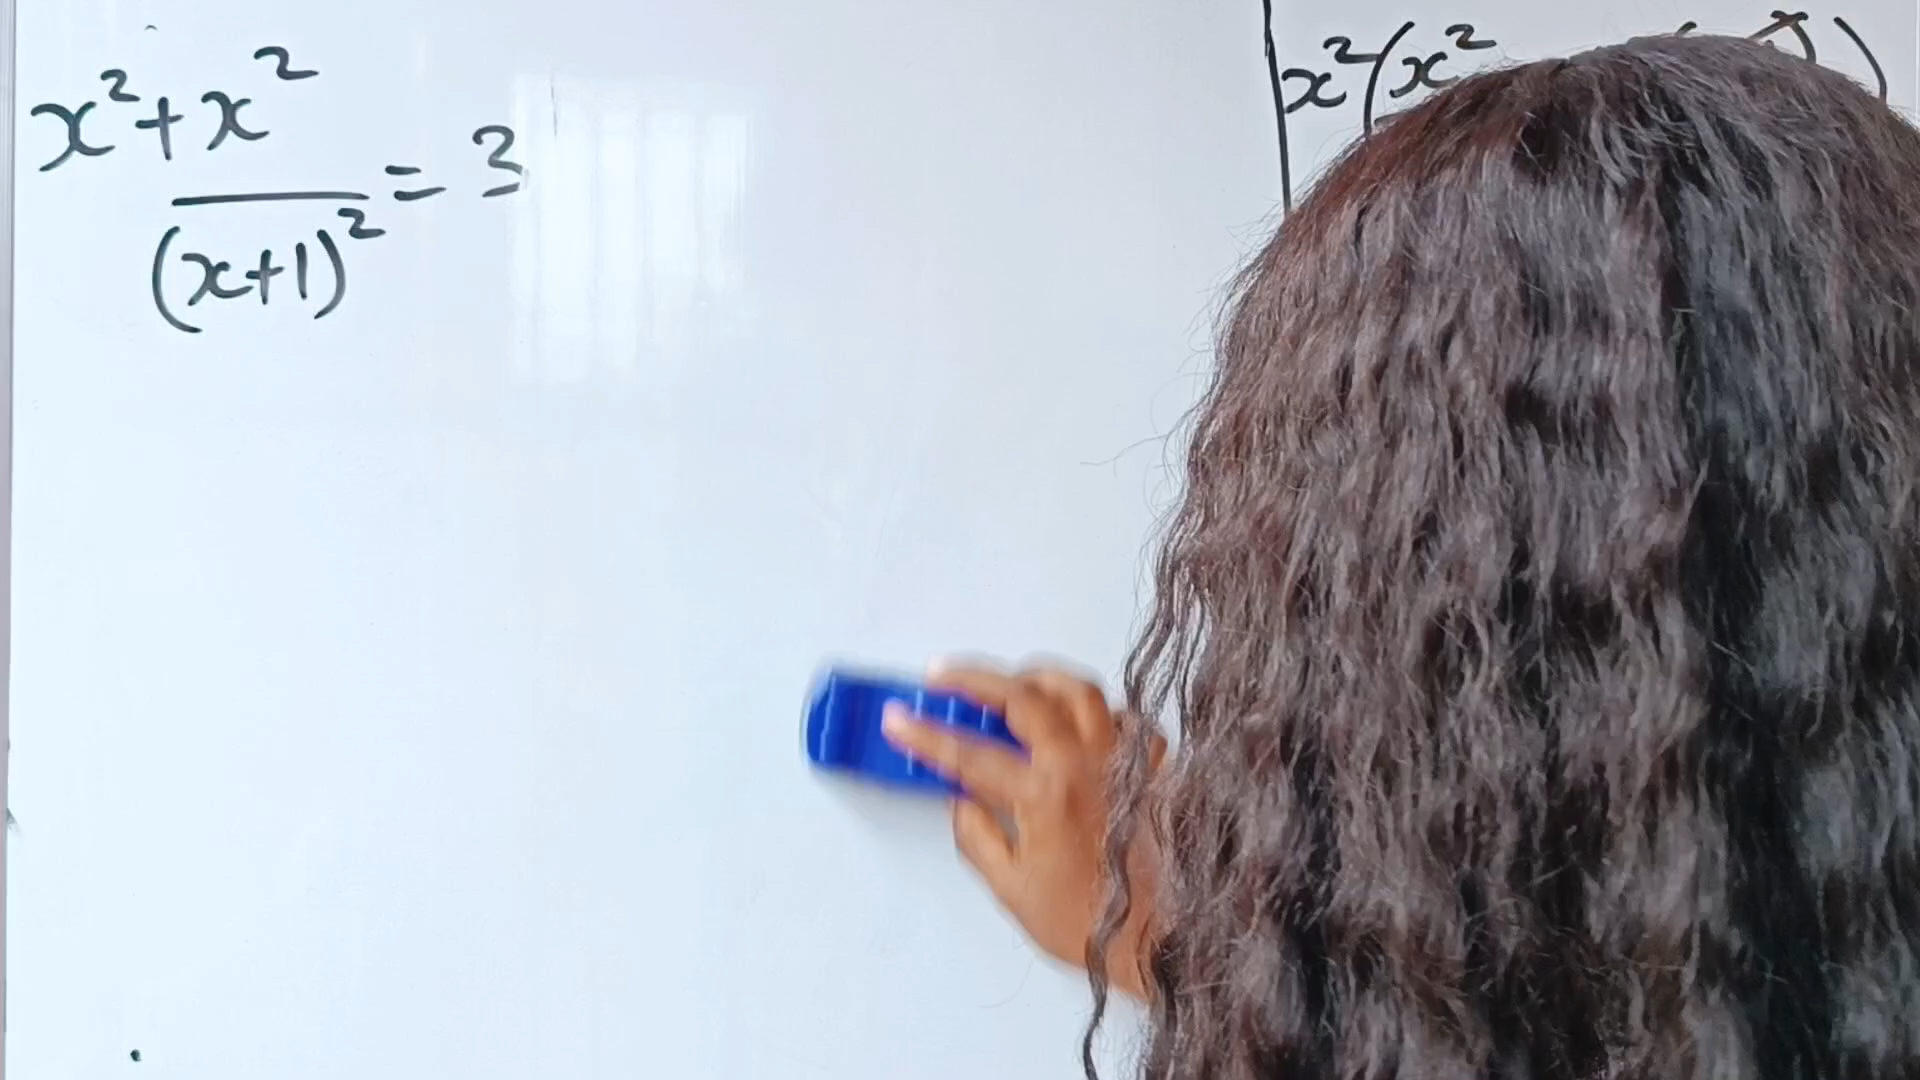 x² + x²/(x+1)² = 3
x²(x²